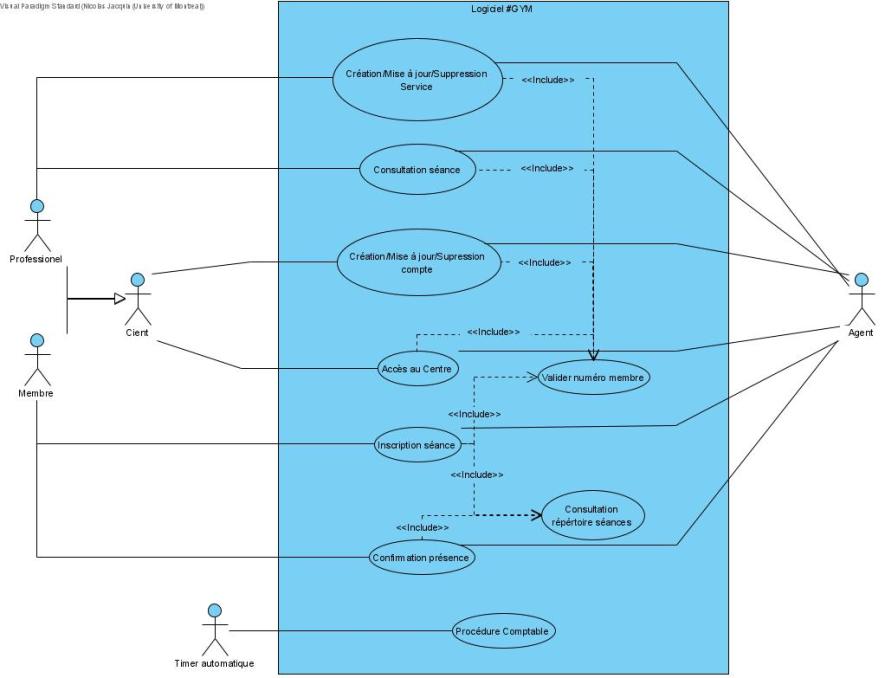 Visual Paradigm Standard (Nicolas Jacquin (University of Montreal))
Logiciel #GYM
Création/Mise à jour/Suppression
Service
<<Include>>
Consultation séance
<<Include>>
Professionel
Création/Mise à jour/Supression
compte
<<Include>>
Cient
Agent
<<Include>>
Accès au Centre
Valider numéro membre
Membre
<<Include>>
Inscription séance
<<Include>>
Consultation
répértoire séances
<<Include>>
Confirmation présence
Procédure Comptable
Timer automatique